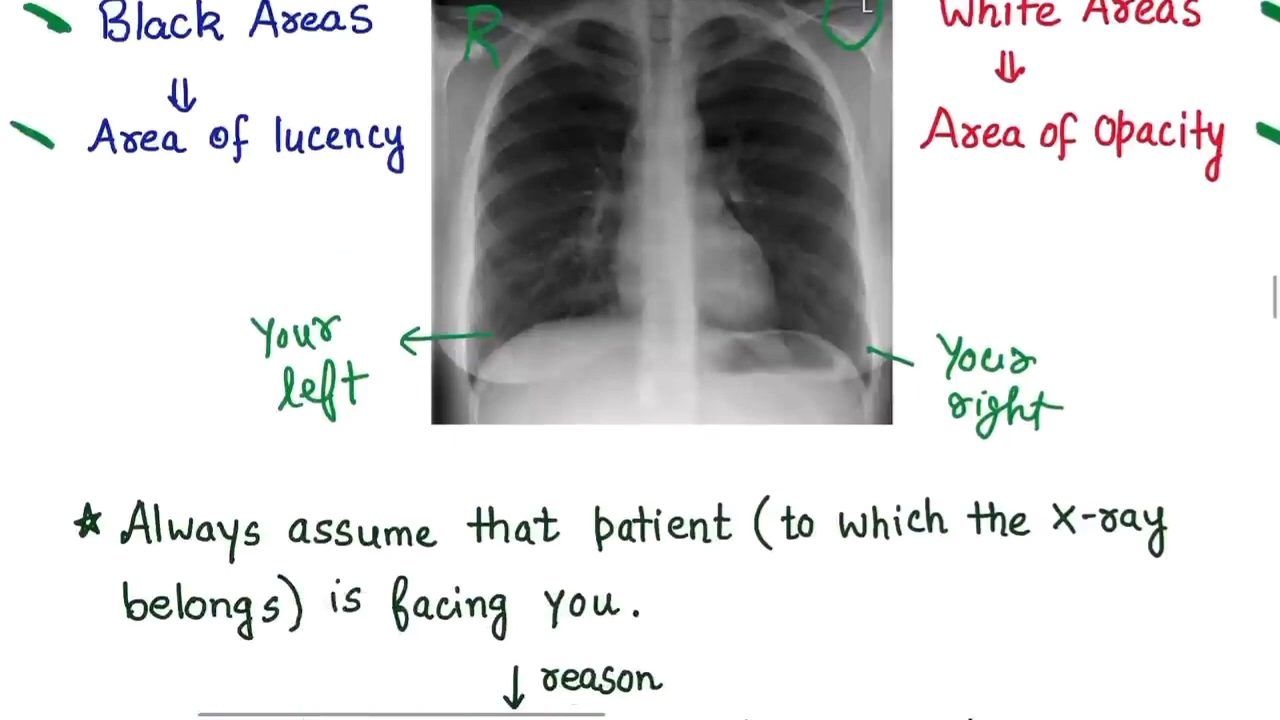 Black Areas
⇓
Area of lucency
R
L
White Areas
⇓
Area of Opacity
Your
left
Your
right
☆ Always assume that patient (to which the x-ray
belongs) is facing you.
↓ reason